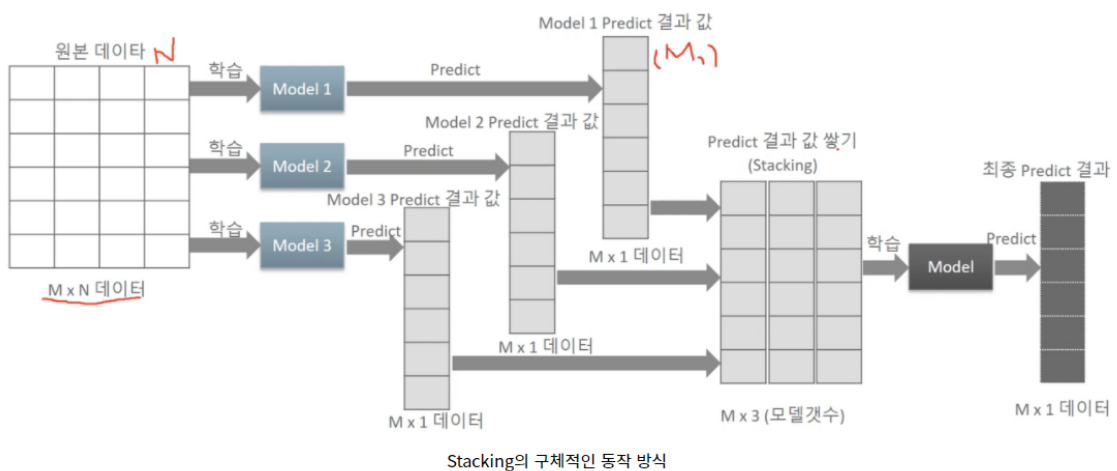 Model 1 Predict 결과 값
원본 데이타 N
(M,1)
학습
Model 1
Predict
Model 2 Predict 결과 값
학습
Model 2
Predict
Predict 결과 값 쌓기
(Stacking)
최종 Predict 결과
Model 3 Predict 결과 값
학습
Model 3
Predict
M x 1 데이터
학습
Model
Predict
M x N 데이터
M x 1 데이터
M x 1 데이터
M x 3 (모델갯수)
M x 1 데이터
Stacking의 구체적인 동작 방식